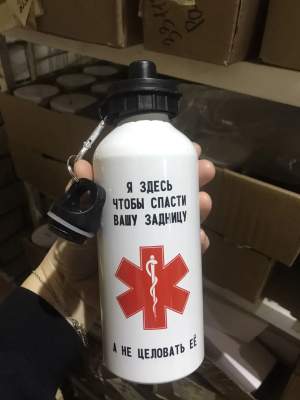 Я ЗДЕСЬ
ЧТОБЫ СПАСТИ
ВАШУ ЗАДНИЦУ
А НЕ ЦЕЛОВАТЬ ЕЁ